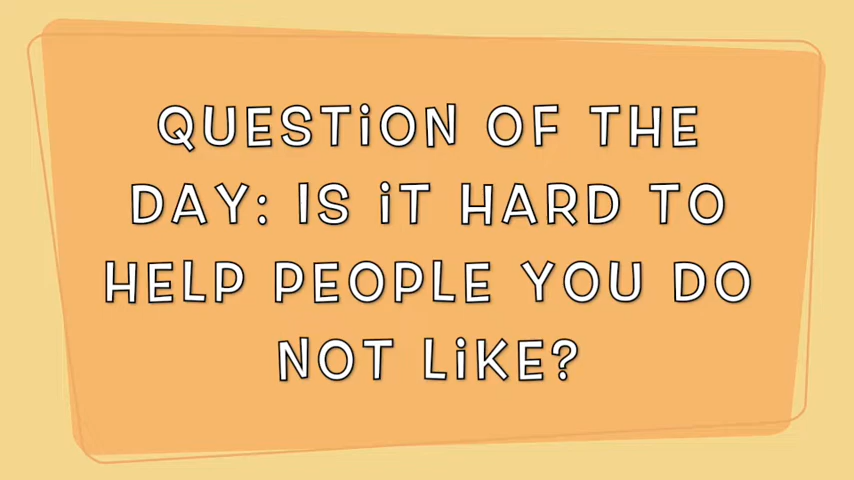 QUESTiON OF THE
DAY: IS iT HARD TO
HELP PEOPLE YOU DO
NOT LiKE?